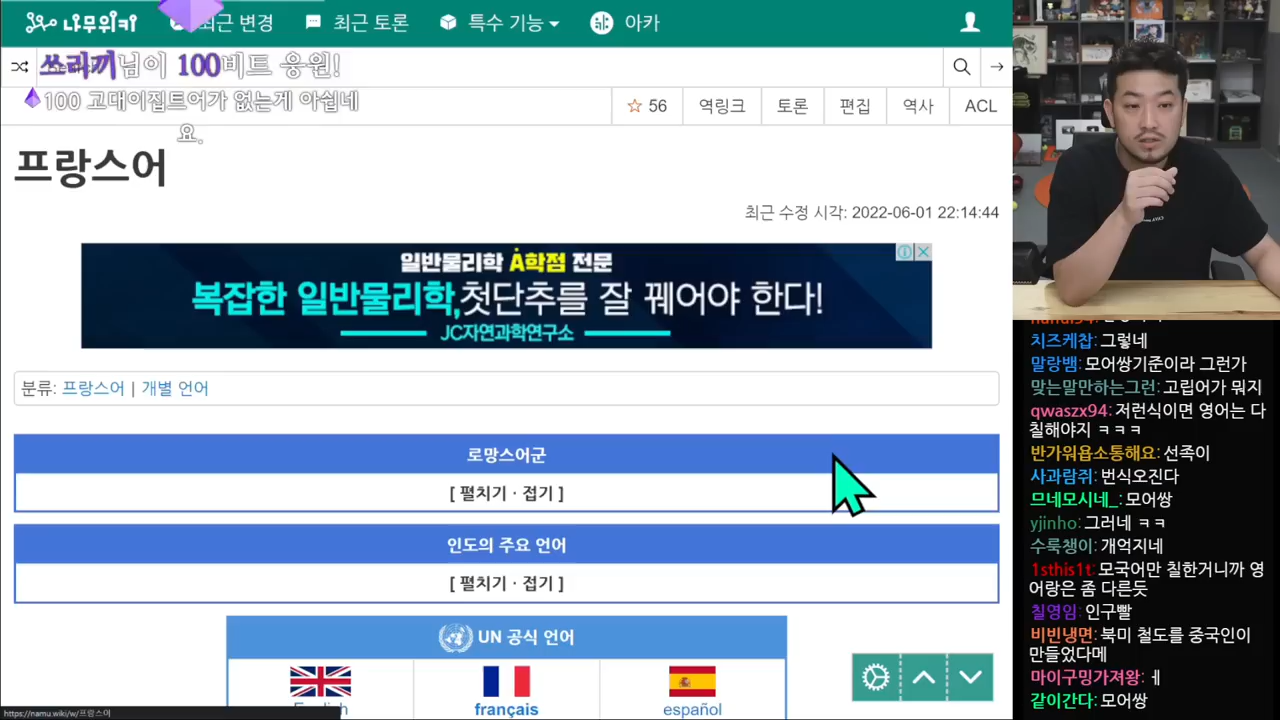 나무위키
최근 변경
최근 토론
특수 기능
아카
쓰리끼님이 100비트 응원!
100 고대이집트어가 없는게 아쉽네
요.
56
역링크
토론
편집
역사
ACL
프랑스어
최근 수정 시각: 2022-06-01 22:14:44
일반물리학 A학점 전문
복잡한 일반물리학,첫단추를 잘 꿰어야 한다!
JC자연과학연구소
분류: 프랑스어 | 개별 언어
로망스어군
[ 펼치기 · 접기 ]
인도의 주요 언어
[ 펼치기 · 접기 ]
UN 공식 언어
English
français
español
https://namu.wiki/w/프랑스어
치즈케찹: 그렇네
말랑뱀: 모어쌍기준이라 그런가
맞는말만하는그런: 고립어가 뭐지
qwaszx94: 저런식이면 영어는 다
칠해야지 ㅋㅋㅋ
반가워욥소통해요: 선족이
사과람쥐: 번식오진다
므네모시네_: 모어쌍
yjinho: 그러네 ㅋㅋ
수룩챙이: 개억지네
1sthis1t: 모국어만 칠한거니까 영
어랑은 좀 다른듯
칠영임: 인구빨
비빈냉면: 북미 철도를 중국인이
만들었다메
마이구밍가져왕: ㅔ
같이간다: 모어쌍